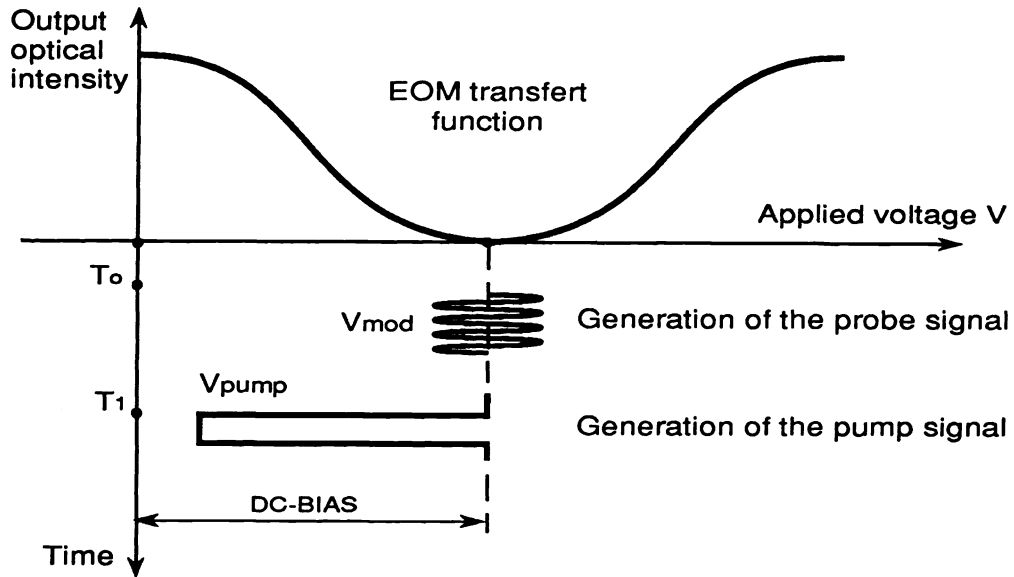 Output
optical
intensity
EOM transfert
function
Applied voltage V
To
Vmod
Generation of the probe signal
Vpump
T1
Generation of the pump signal
DC-BIAS
Time